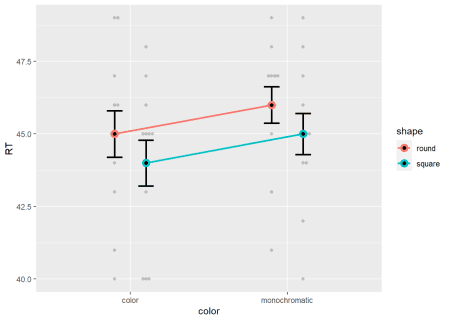 47.5
45.0
42.5
40.0
RT
color
monochromatic
color
shape
round
square